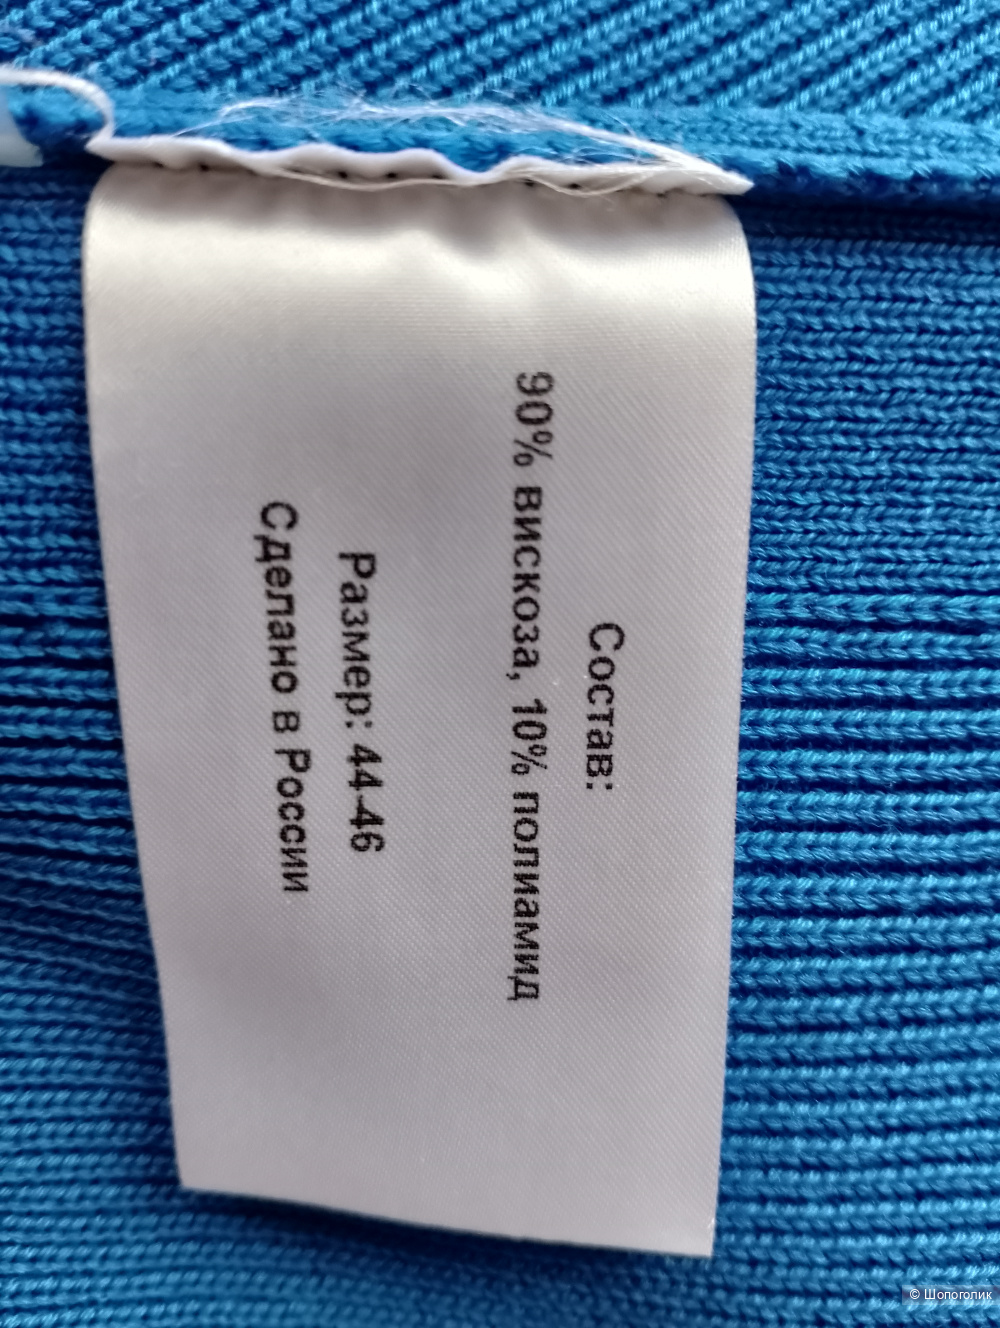 Состав:
90% вискоза, 10% полиамид
Размер: 44-46
Сделано в России
© Шопоголик